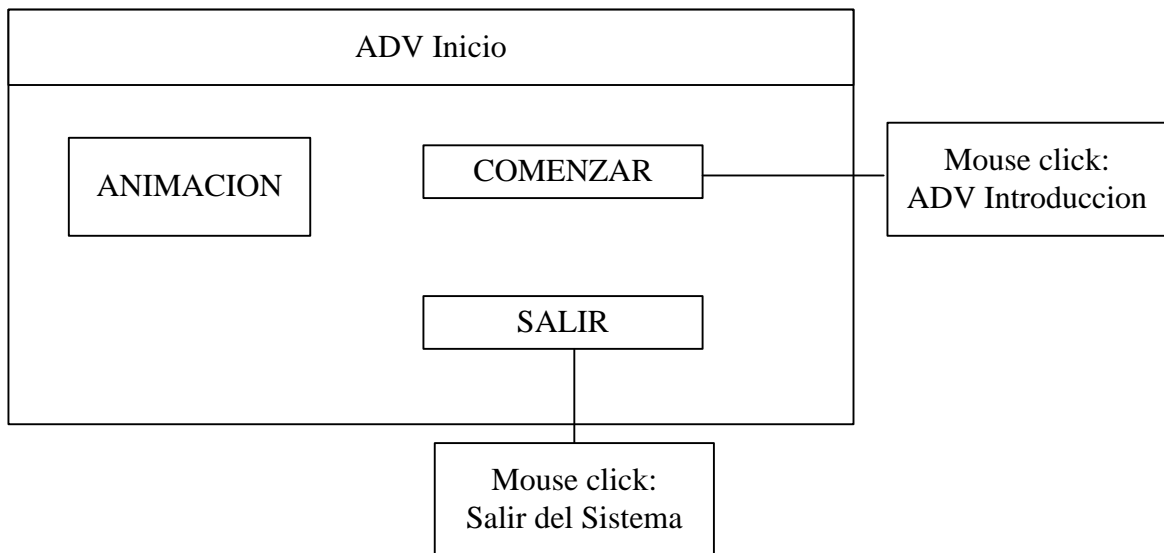 ADV Inicio
ANIMACION
COMENZAR
Mouse click:
ADV Introduccion
SALIR
Mouse click:
Salir del Sistema